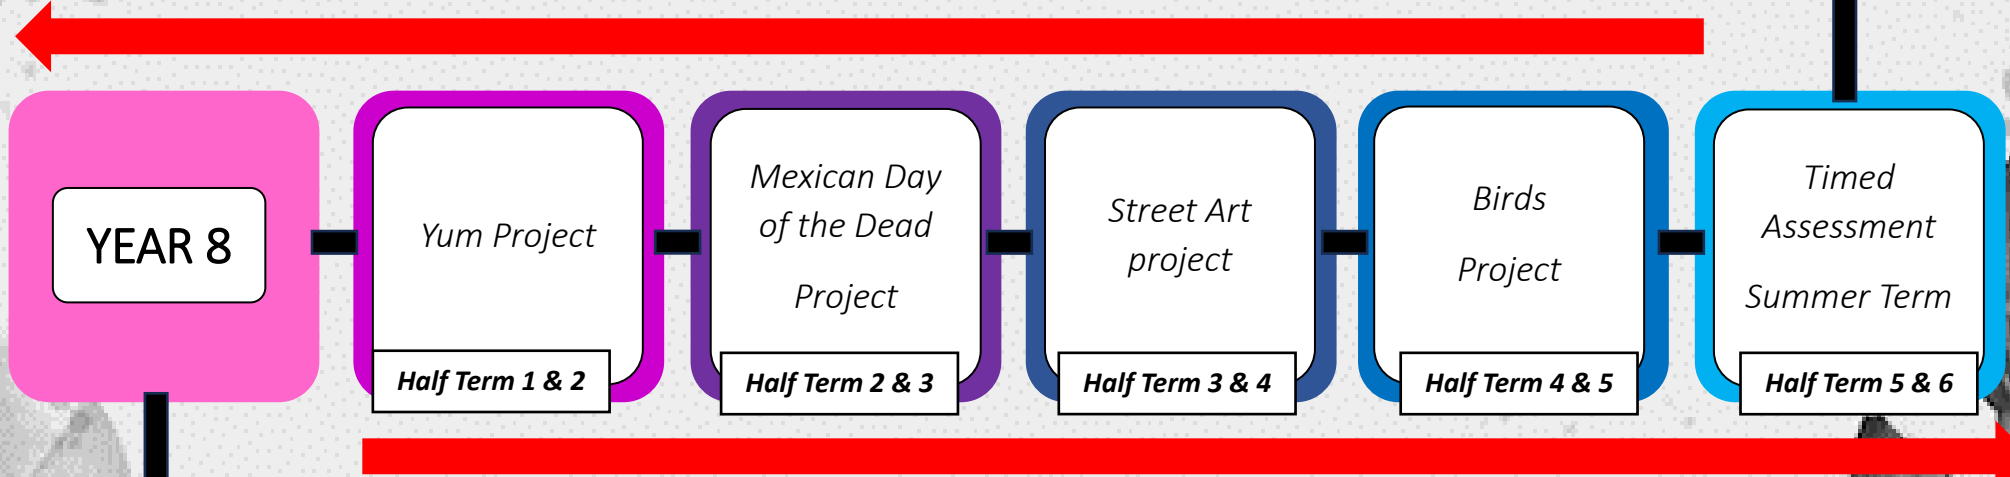 YEAR 8
Yum Project
Half Term 1 & 2
Mexican Day
of the Dead
Project
Half Term 2 & 3
Street Art
project
Half Term 3 & 4
Birds
Project
Half Term 4 & 5
Timed
Assessment
Summer Term
Half Term 5 & 6